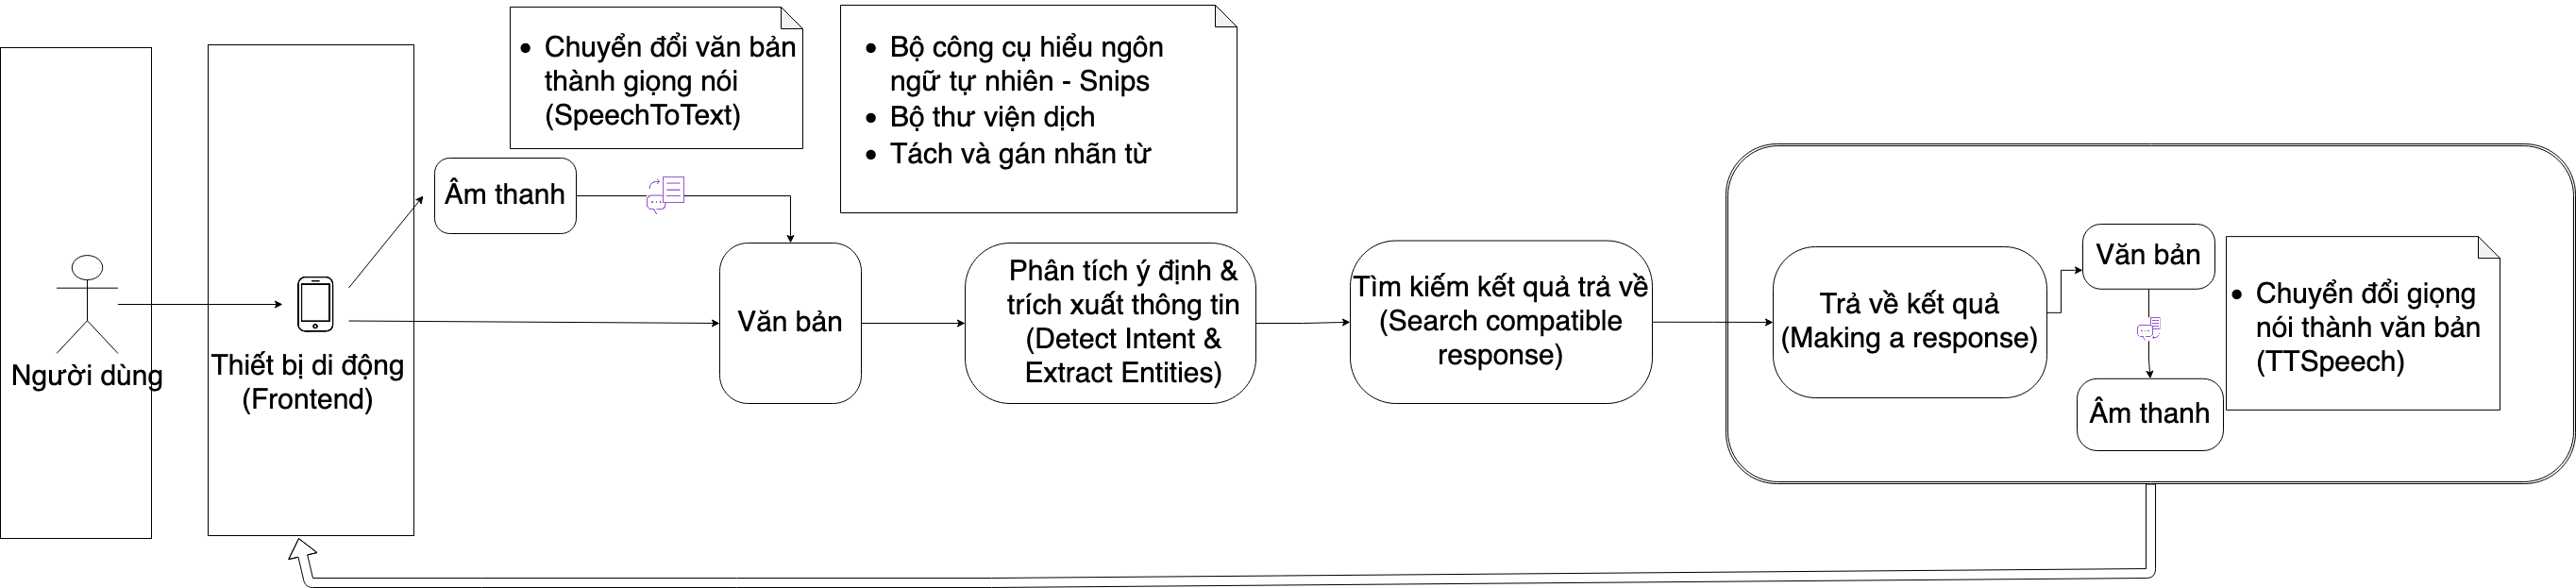 Người dùng
Thiết bị di động
(Frontend)
• Chuyển đổi văn bản
thành giọng nói
(SpeechToText)
Âm thanh
• Bộ công cụ hiểu ngôn
ngữ tự nhiên - Snips
• Bộ thư viện dịch
• Tách và gán nhãn từ
Văn bản
Phân tích ý định &
trích xuất thông tin
(Detect Intent &
Extract Entities)
Tìm kiếm kết quả trả về
(Search compatible
response)
Trả về kết quả
(Making a response)
Văn bản
Âm thanh
• Chuyển đổi giọng
nói thành văn bản
(TTSpeech)